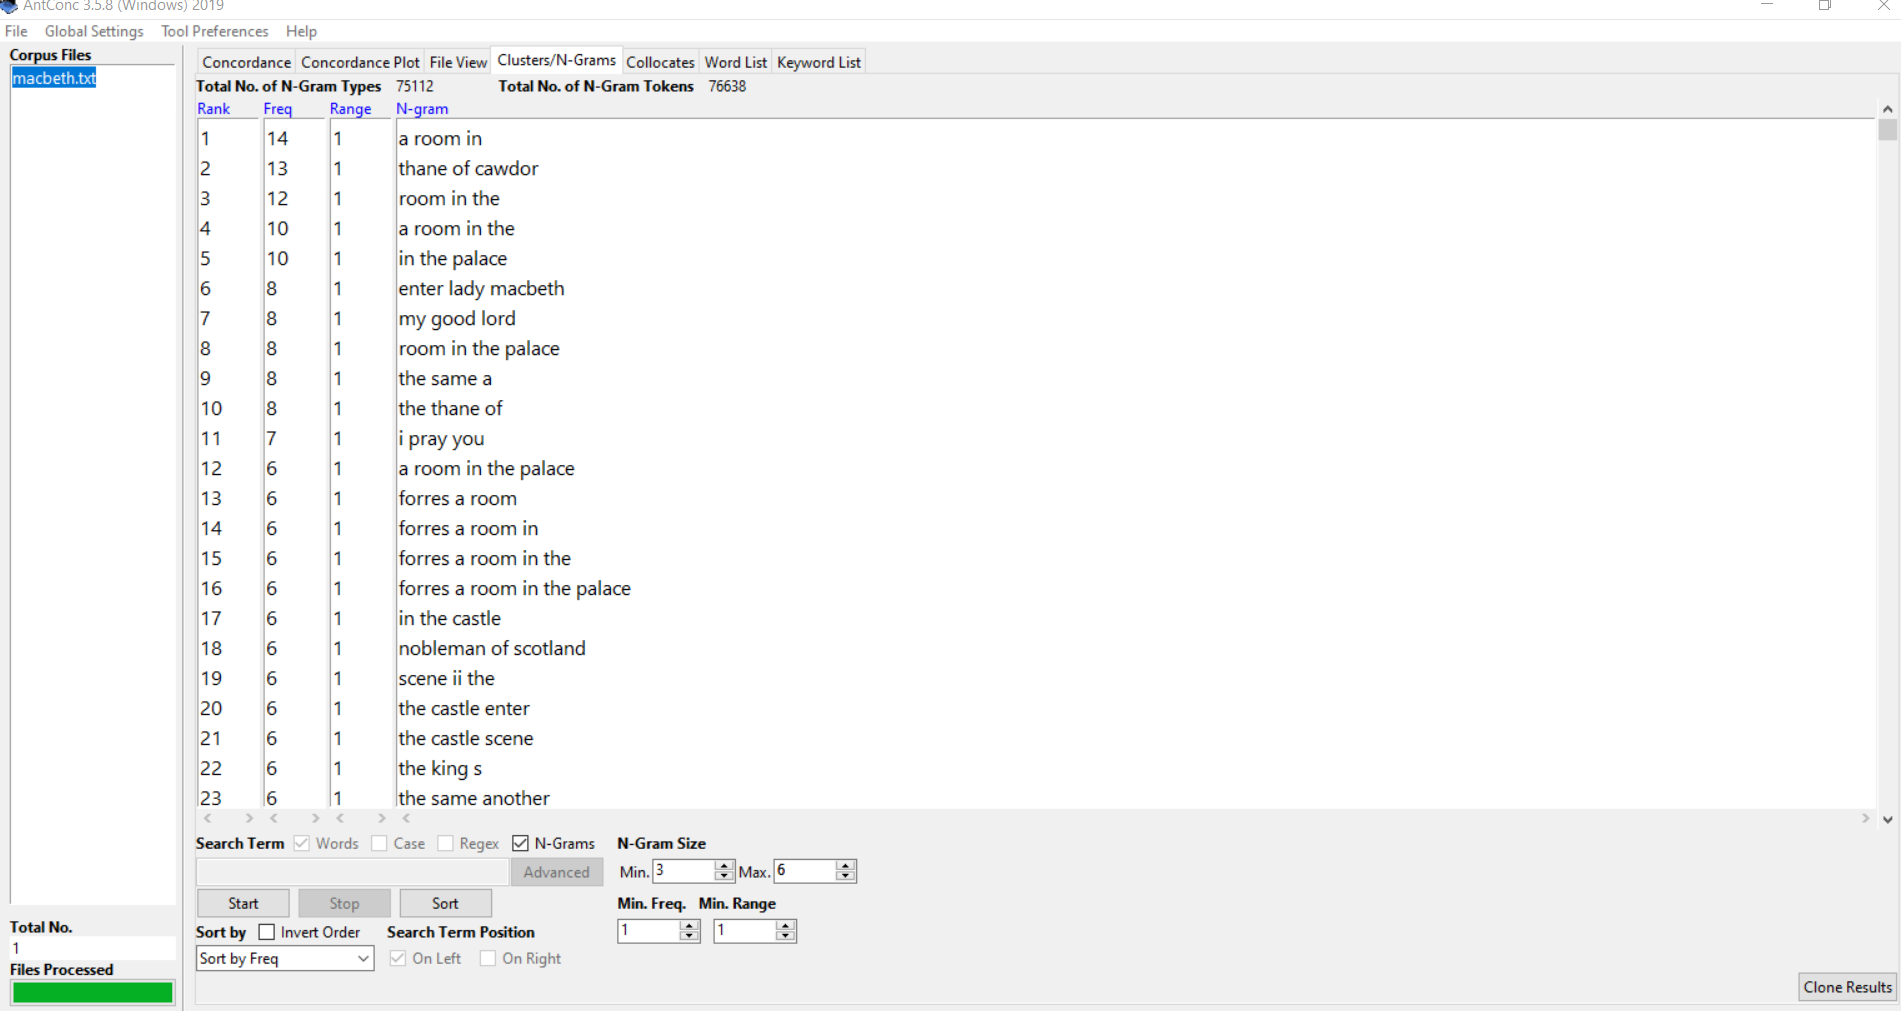 AntConc 3.5.8 (Windows) 2019
File Global Settings Tool Preferences Help
Corpus Files
macbeth.txt
Concordance Concordance Plot File View Clusters/N-Grams Collocates Word List Keyword List
Total No. of N-Gram Types 75112 Total No. of N-Gram Tokens 76638
Rank Freq Range N-gram
1 14 1 a room in
2 13 1 thane of cawdor
3 12 1 room in the
4 10 1 a room in the
5 10 1 in the palace
6 8 1 enter lady macbeth
7 8 1 my good lord
8 8 1 room in the palace
9 8 1 the same a
10 8 1 the thane of
11 7 1 i pray you
12 6 1 a room in the palace
13 6 1 forres a room
14 6 1 forres a room in
15 6 1 forres a room in the
16 6 1 forres a room in the palace
17 6 1 in the castle
18 6 1 nobleman of scotland
19 6 1 scene ii the
20 6 1 the castle enter
21 6 1 the castle scene
22 6 1 the king s
23 6 1 the same another
Search Term Words Case Regex N-Grams N-Gram Size
Advanced Min. 3 Max. 6
Start Stop Sort Min. Freq. Min. Range
Sort by Invert Order Search Term Position 1 1
Sort by Freq On Left On Right
Total No.
1
Files Processed
Clone Results